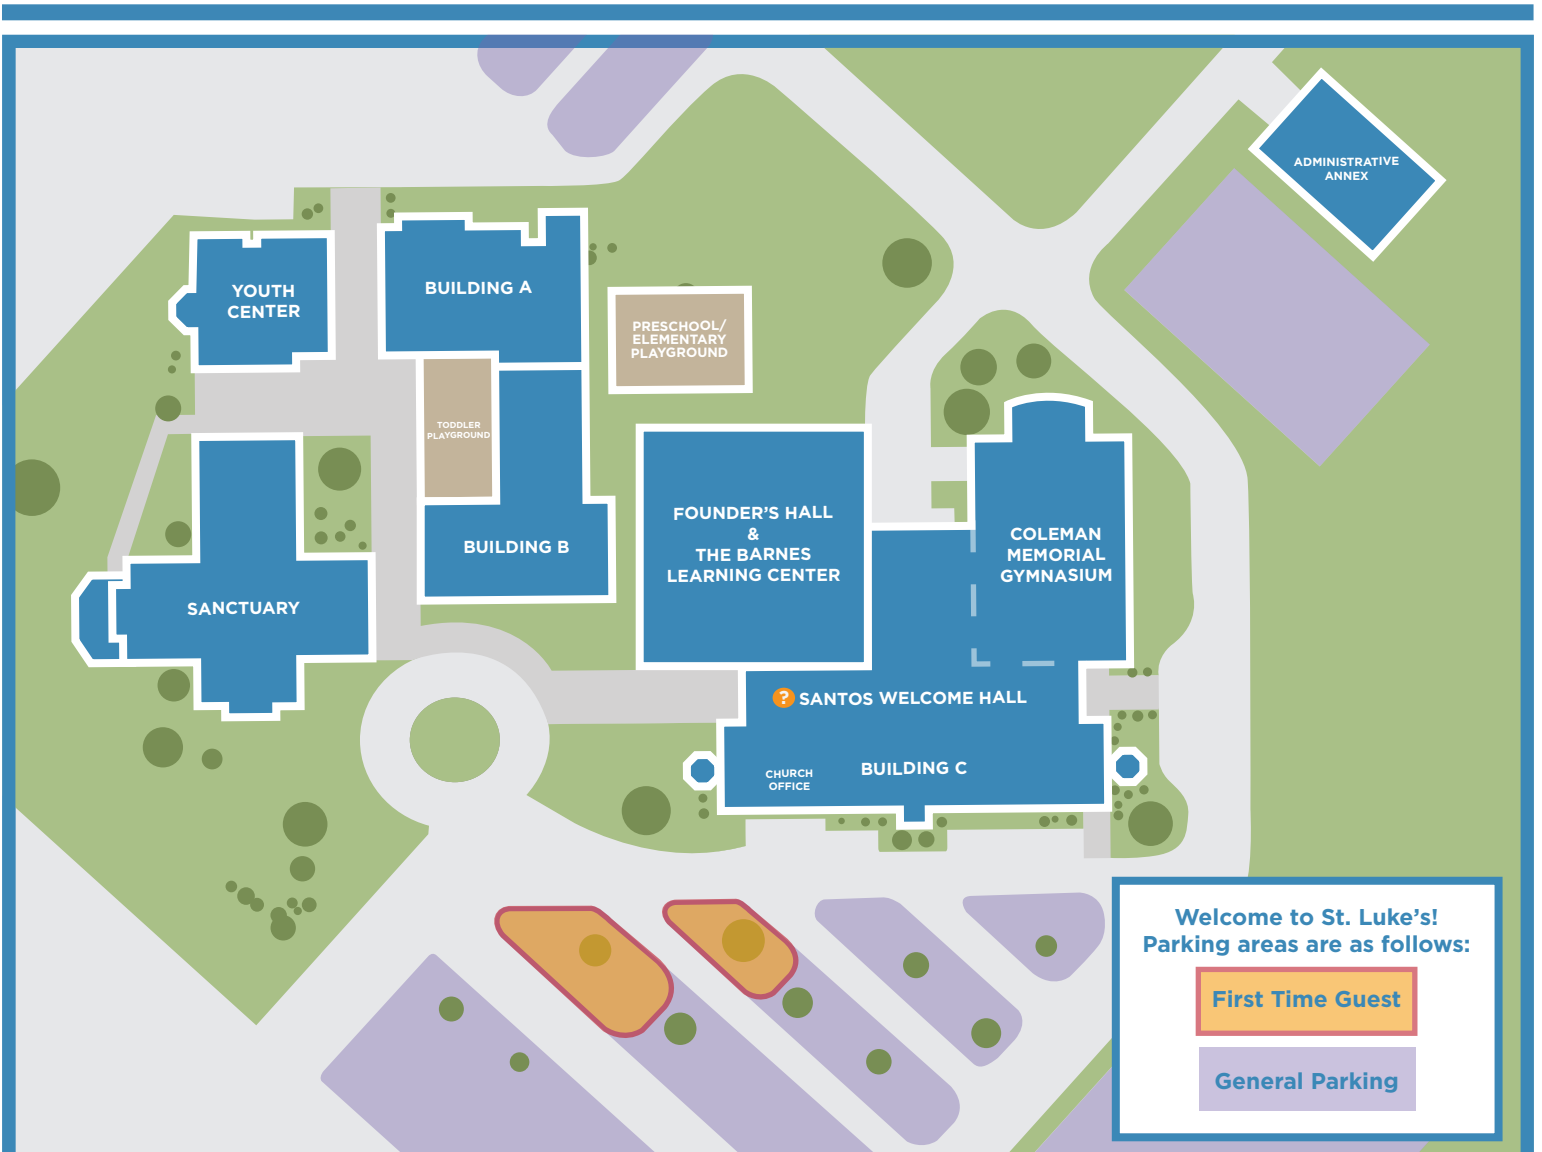 ADMINISTRATIVE
ANNEX
YOUTH
CENTER
BUILDING A
PRESCHOOL/
ELEMENTARY
PLAYGROUND
TODDLER
PLAYGROUND
FOUNDER'S HALL
&
THE BARNES
LEARNING CENTER
COLEMAN
MEMORIAL
GYMNASIUM
BUILDING B
SANCTUARY
? SANTOS WELCOME HALL
CHURCH
OFFICE
BUILDING C
Welcome to St. Luke's!
Parking areas are as follows:
First Time Guest
General Parking